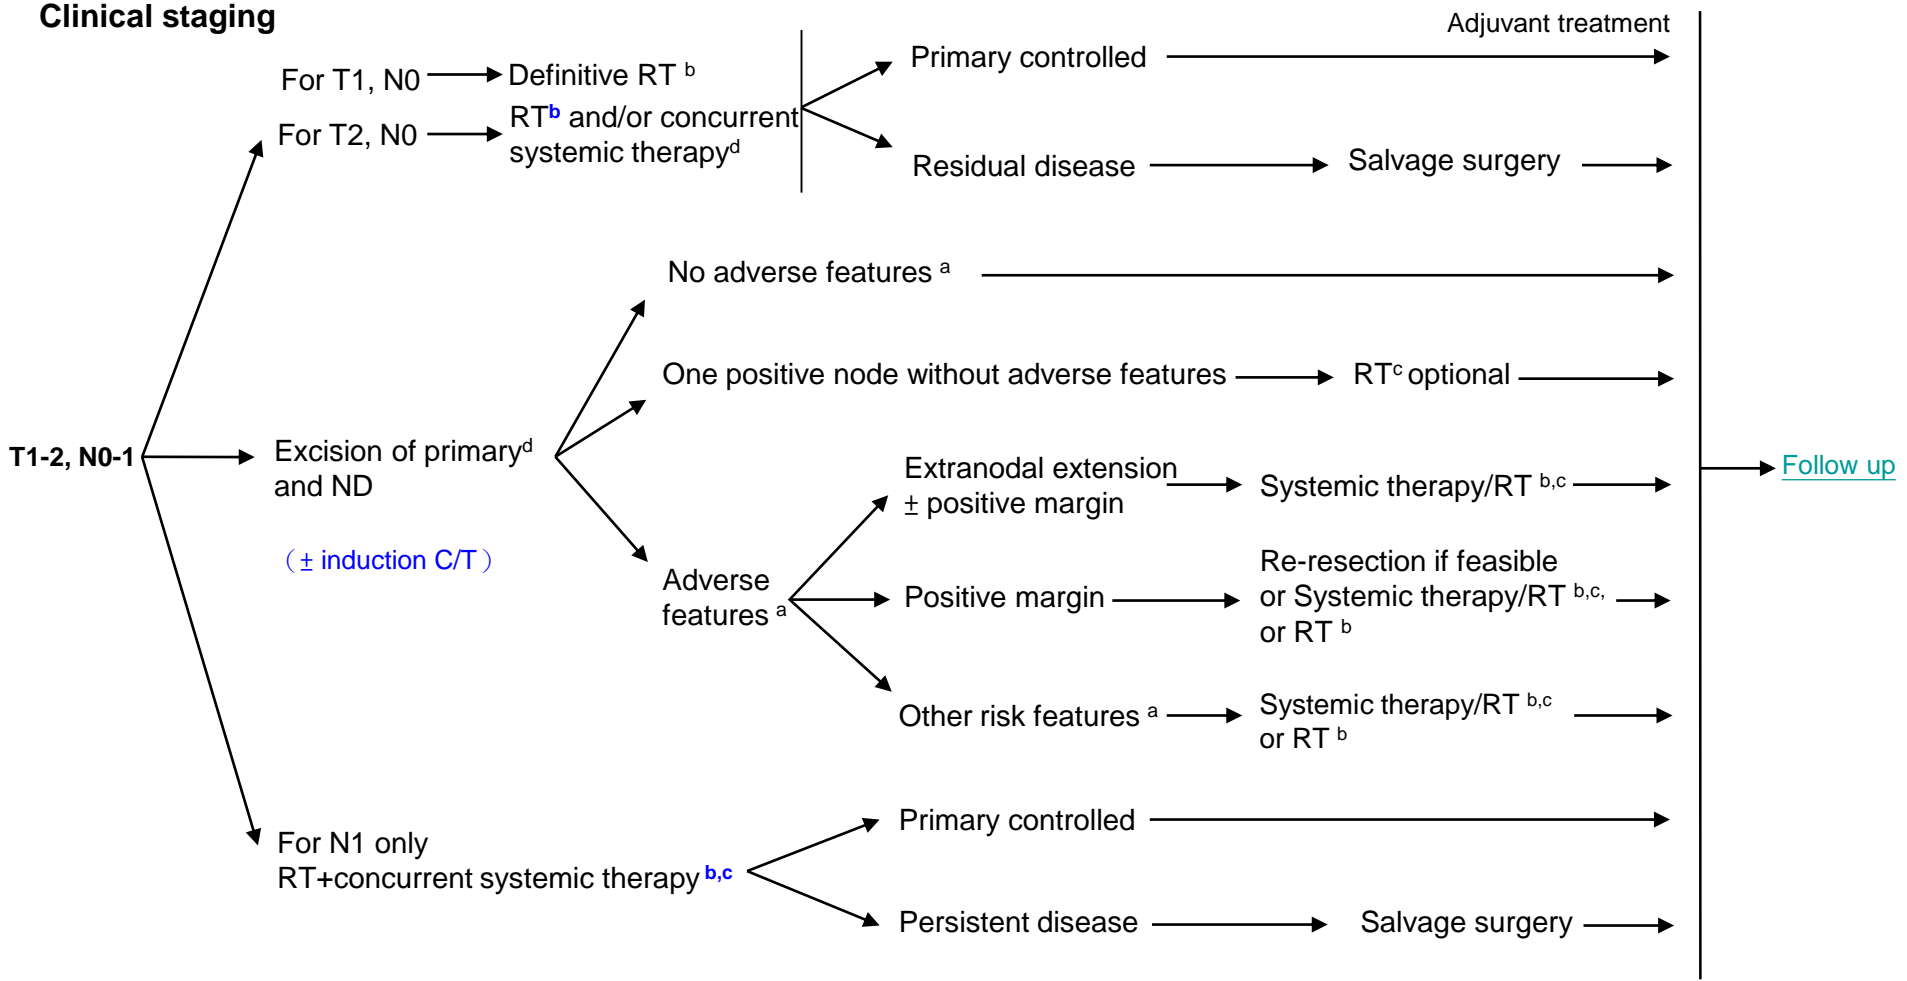 Clinical staging
Adjuvant treatment
For T1, N0
Definitive RT b
For T2, N0
RTb and/or concurrent
systemic therapyd
Primary controlled
Residual disease
Salvage surgery
No adverse features a
One positive node without adverse features
RTc optional
T1-2, N0-1
Excision of primaryd
and ND
（± induction C/T）
Adverse
features a
Extranodal extension
± positive margin
Systemic therapy/RT b,c
Positive margin
Re-resection if feasible
or Systemic therapy/RT b,c,
or RT b
Other risk features a
Systemic therapy/RT b,c
or RT b
Follow up
For N1 only
RT+concurrent systemic therapy b,c
Primary controlled
Persistent disease
Salvage surgery